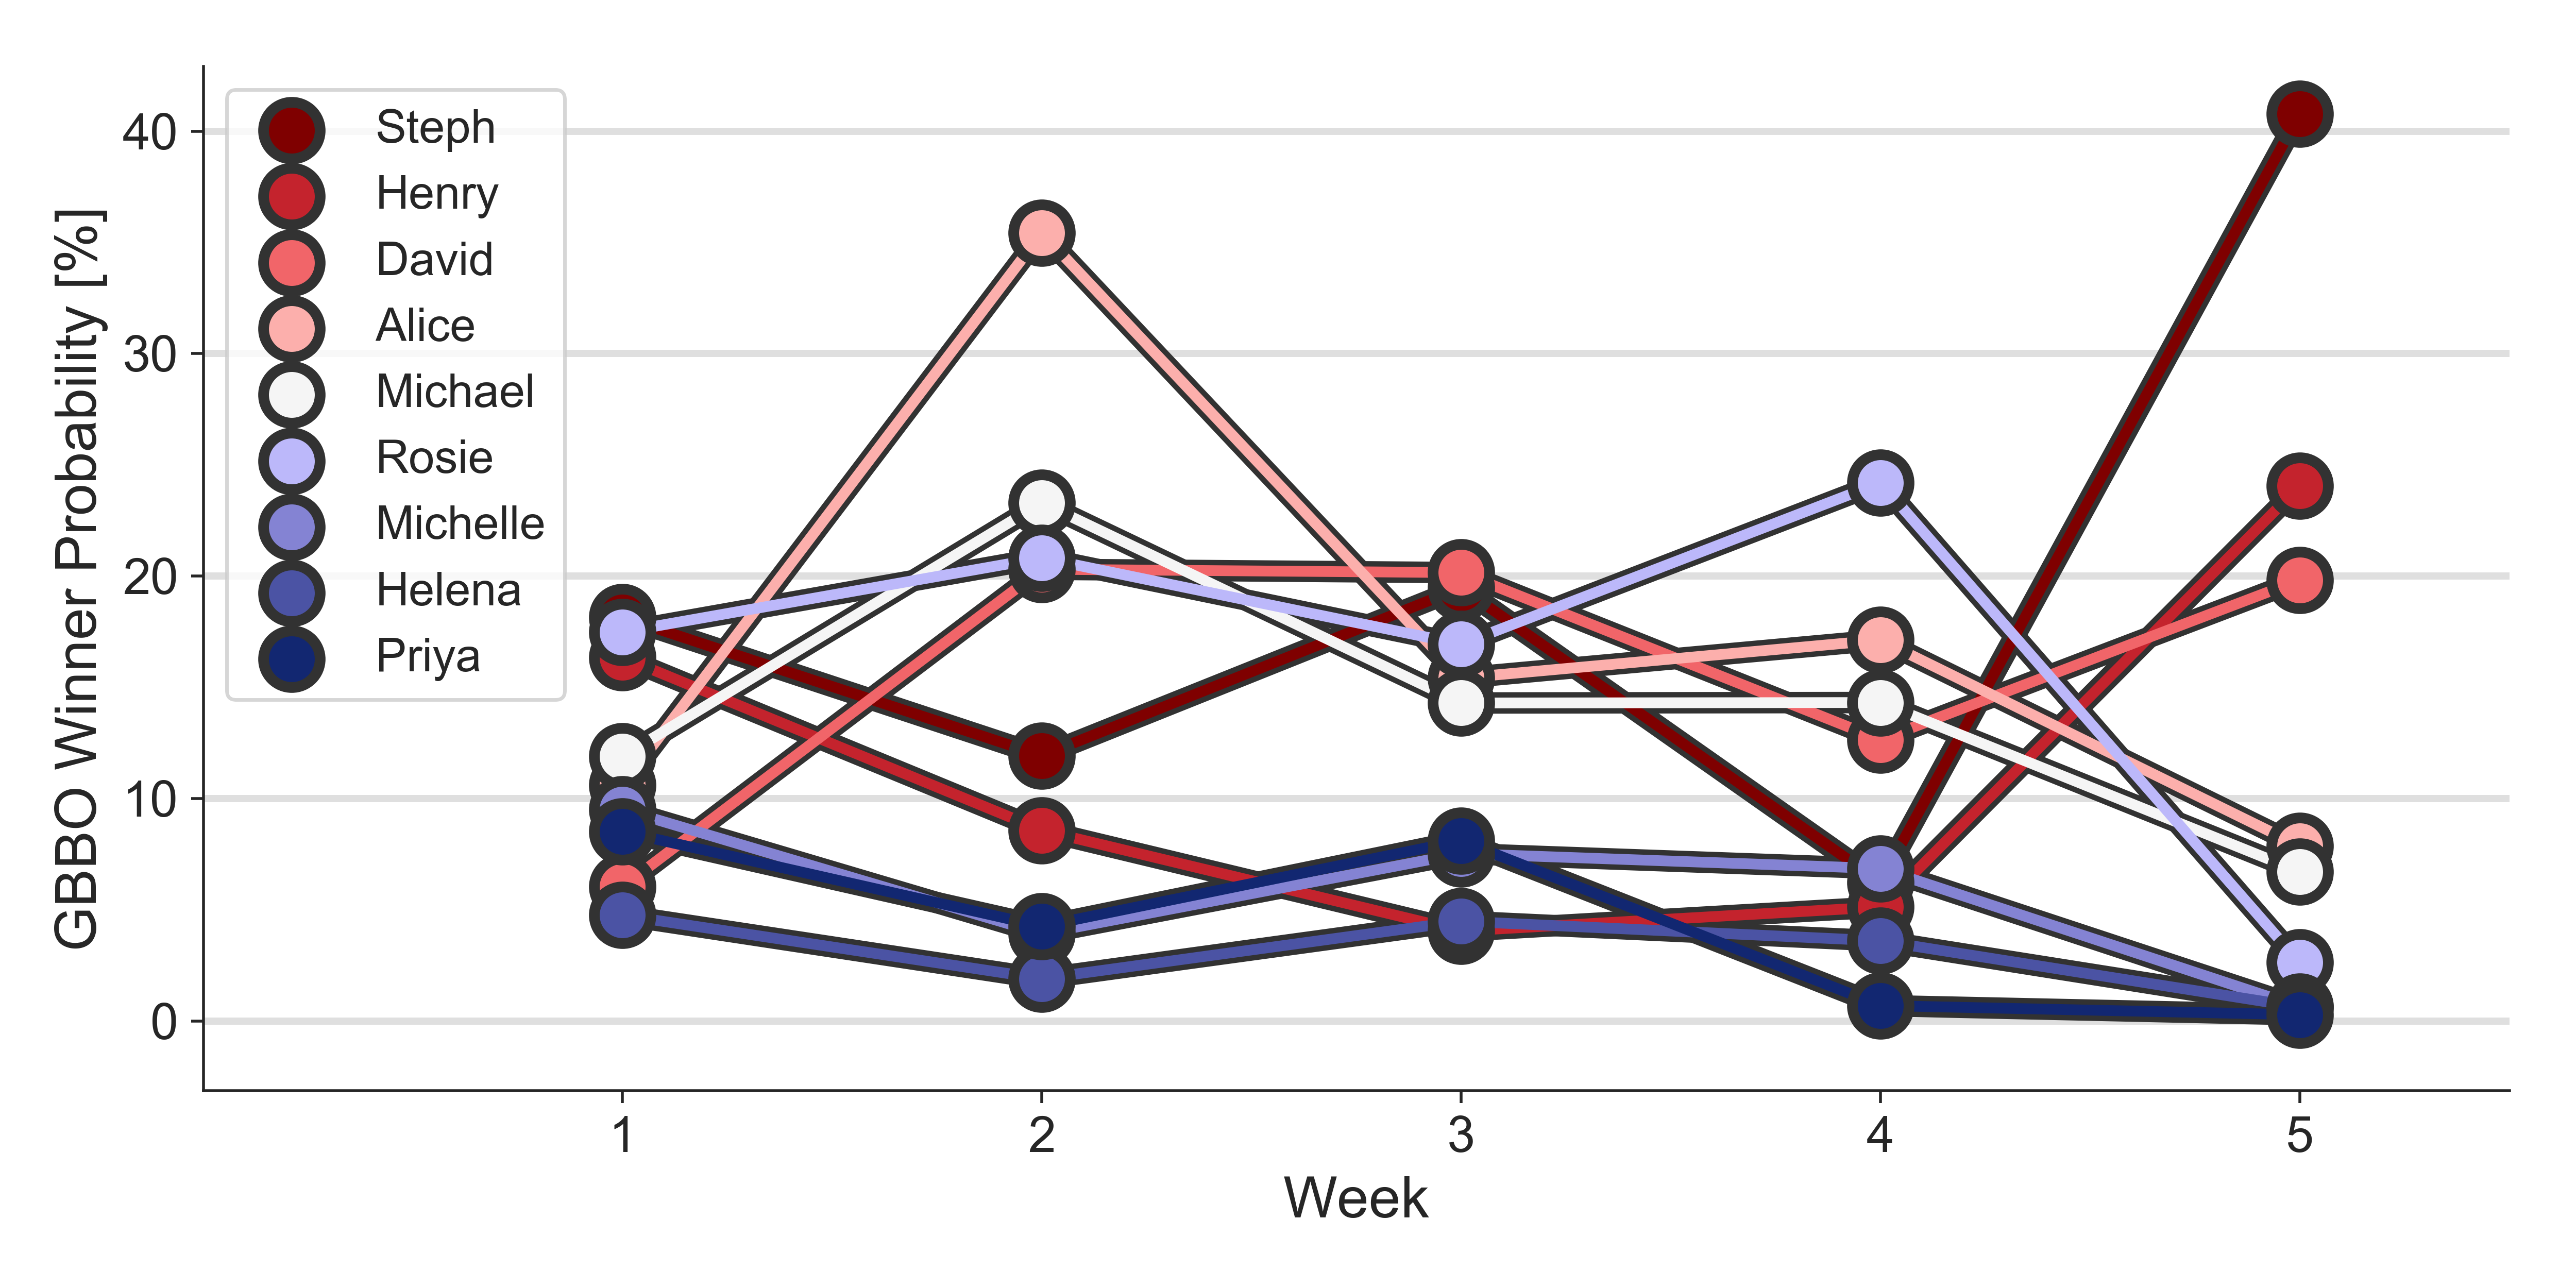 GBBO Winner Probability [%]
40
30
20
10
0
Steph
Henry
David
Alice
Michael
Rosie
Michelle
Helena
Priya
1 2 3 4 5
Week